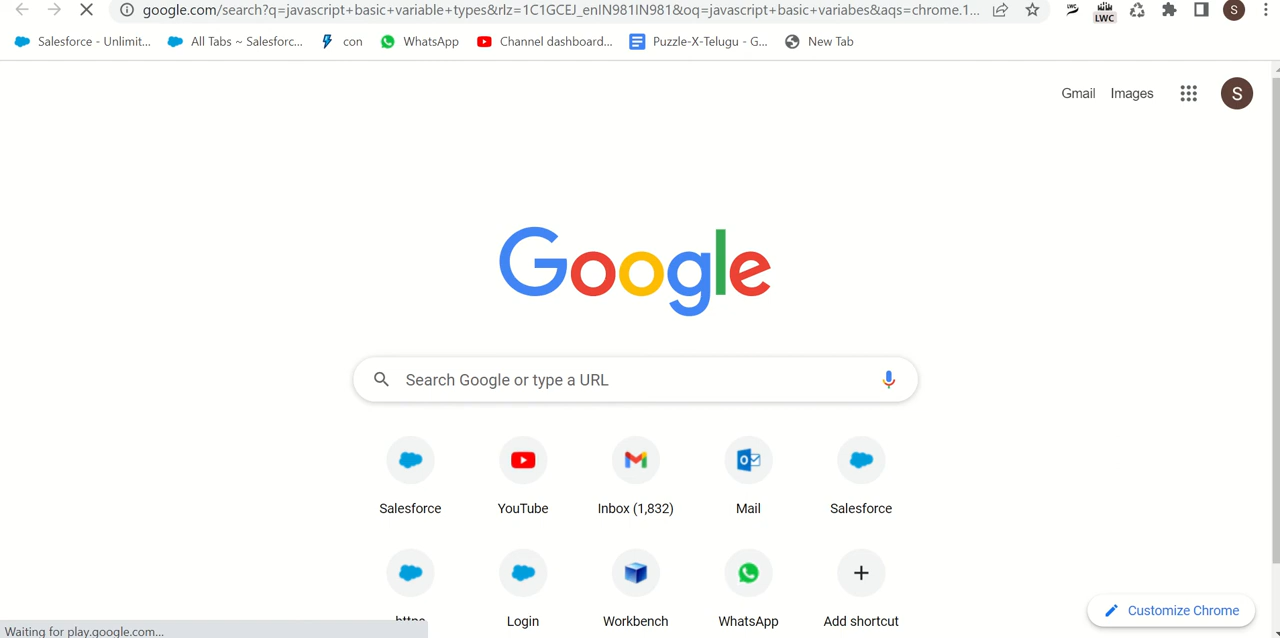 google.com/search?q=javascript+basic+variable+types&rlz=1C1GCEJ_enIN981IN981&oq=javascript+basic+variabes&aqs=chrome.1...
LWC
S
Salesforce - Unlimit...
All Tabs ~ Salesforc...
con
WhatsApp
Channel dashboard...
Puzzle-X-Telugu - G...
New Tab
Gmail
Images
S
Google
Search Google or type a URL
Salesforce
YouTube
Inbox (1,832)
Mail
Salesforce
https
Login
Workbench
WhatsApp
Add shortcut
Customize Chrome
Waiting for play.google.com...